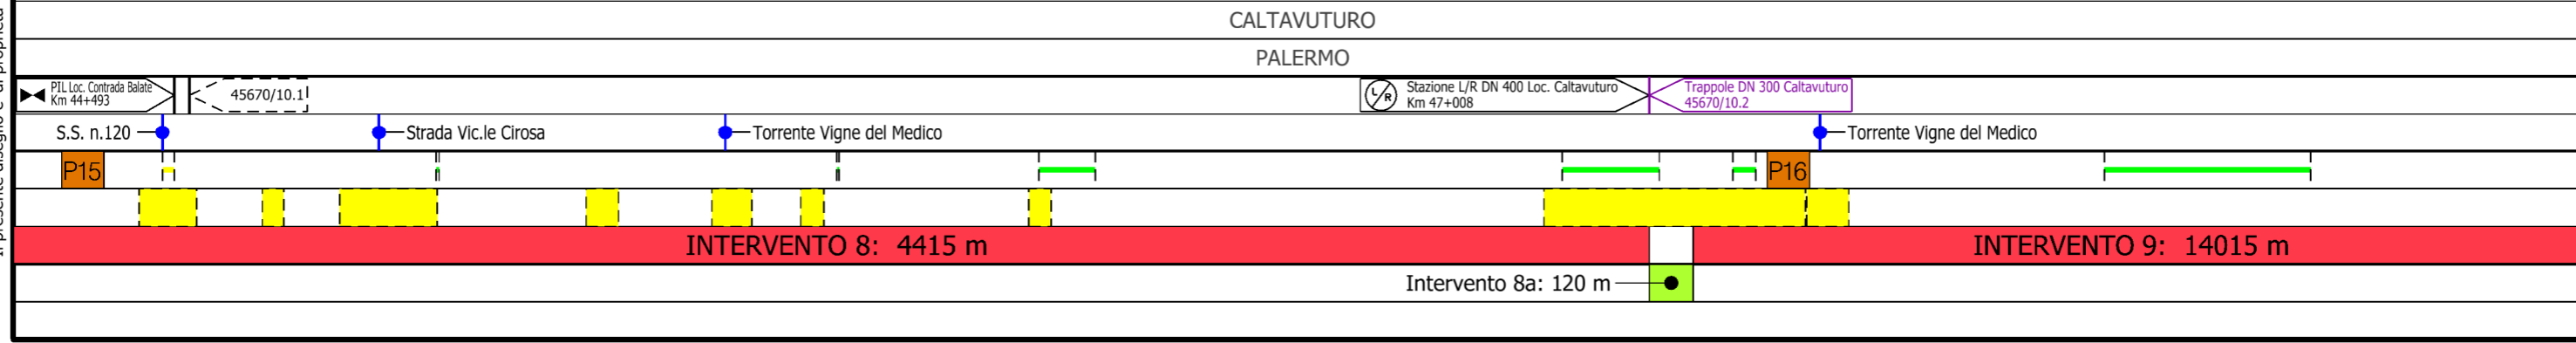 CALTAVUTURO
PALERMO
PIL Loc. Contrada Balate
Km 44+493
45670/10.1
L/R
Stazione L/R DN 400 Loc. Caltavuturo
Km 47+008
Trappole DN 300 Caltavuturo
45670/10.2
S.S. n.120
Strada Vic.le Cirosa
Torrente Vigne del Medico
Torrente Vigne del Medico
P15
P16
INTERVENTO 8: 4415 m
INTERVENTO 9: 14015 m
Intervento 8a: 120 m